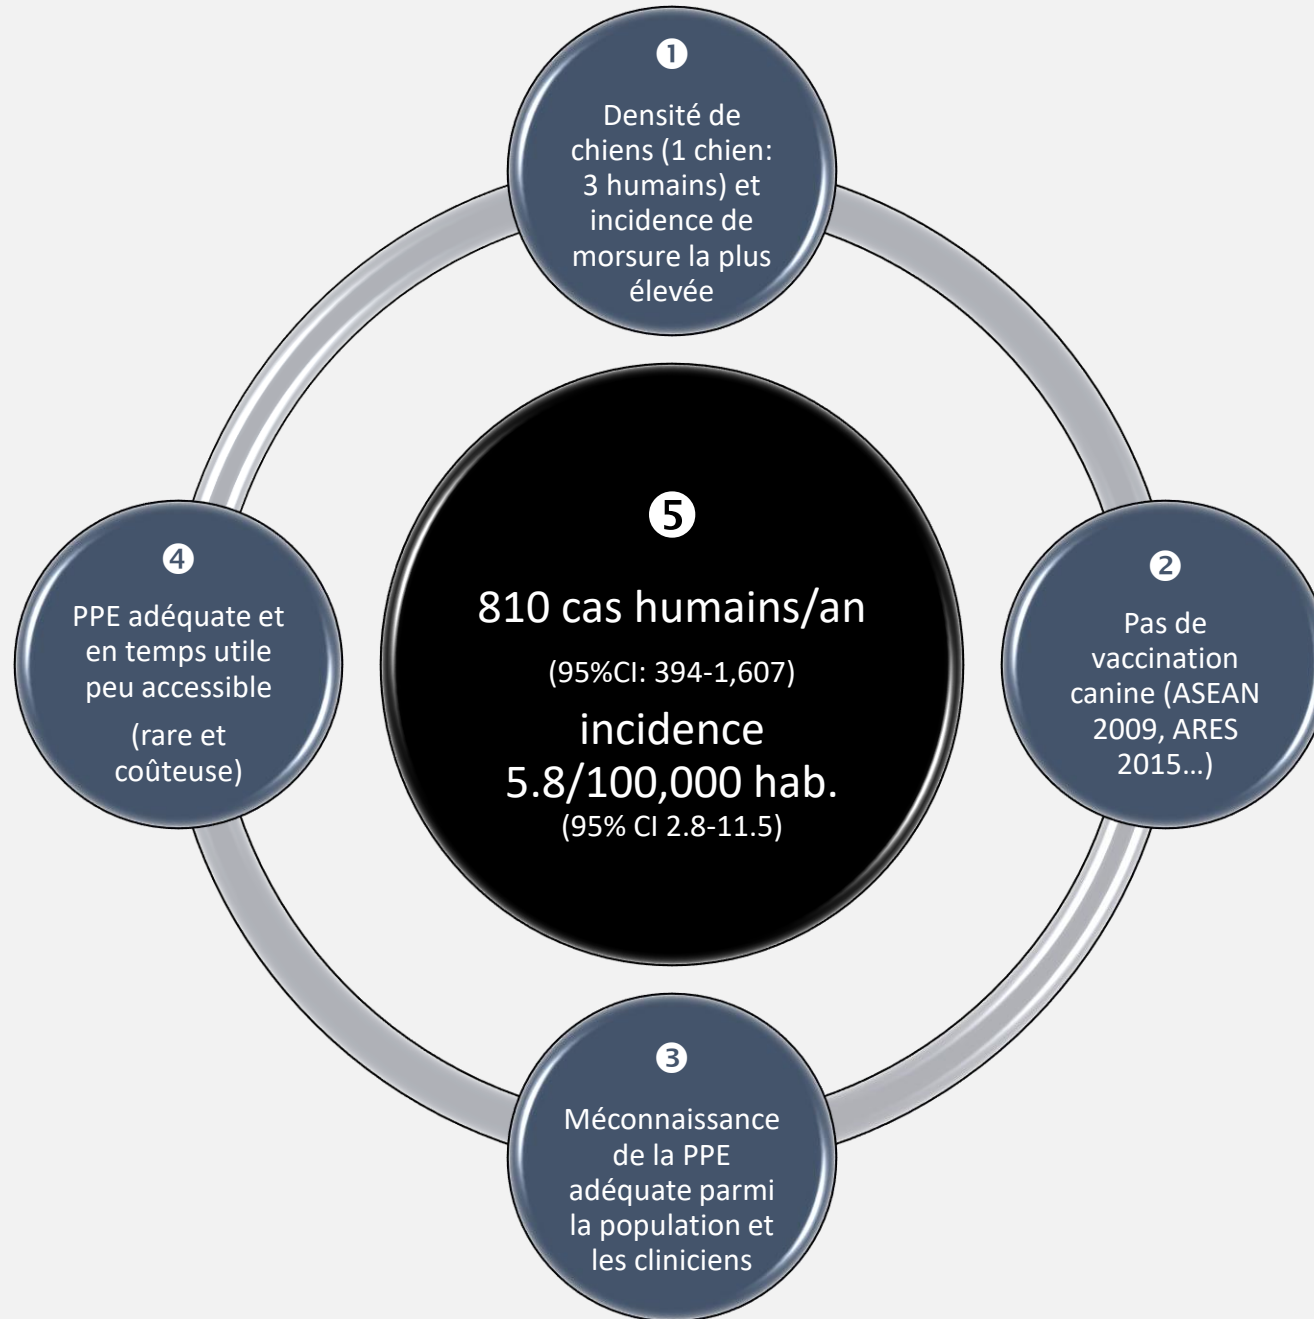 ❶
Densité de
chiens (1 chien:
3 humains) et
incidence de
morsure la plus
élevée
❷
Pas de
vaccination
canine (ASEAN
2009, ARES
2015...)
❸
Méconnaissance
de la PPE
adéquate parmi
la population et
les cliniciens
❹
PPE adéquate et
en temps utile
peu accessible
(rare et
coûteuse)
❺
810 cas humains/an
(95%CI: 394-1,607)
incidence
5.8/100,000 hab.
(95% CI 2.8-11.5)